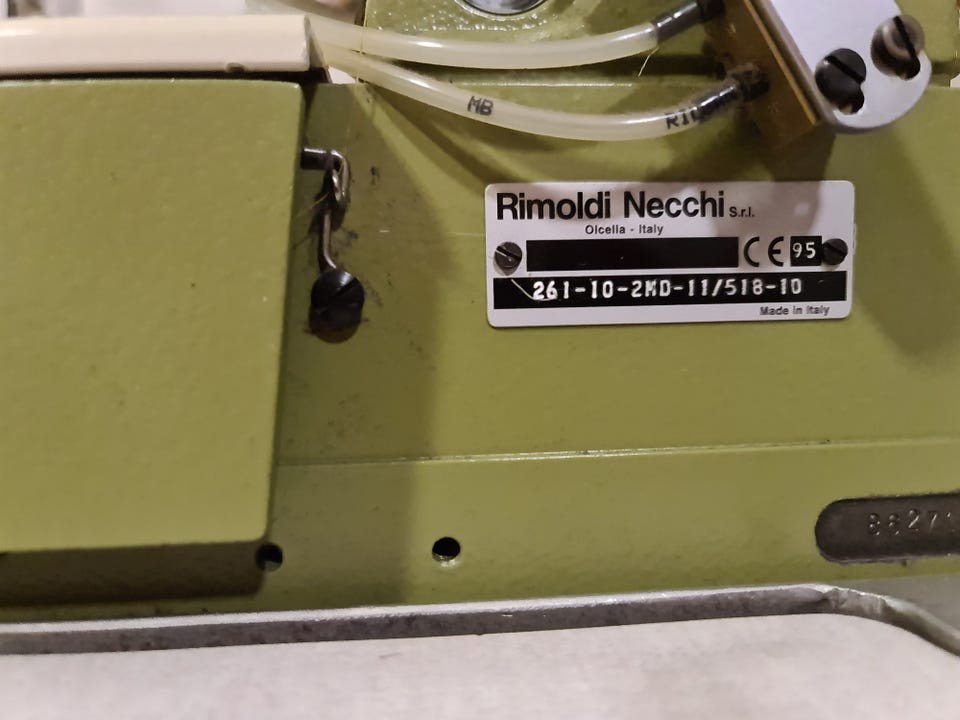 MB
Rimoldi Necchi S.r.l.
Olcella - Italy
CE 95
261-10-2MD-11/518-10
Made in Italy